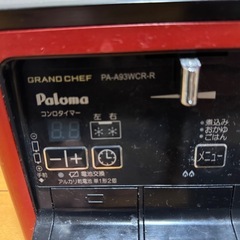 GRAND CHEF PA-A93WCR-R
Paloma
コンロタイマー
左 右
煮込み
おかゆ
ごはん
メニュー
手前
電池交換
アルカリ乾電池 単1形2個